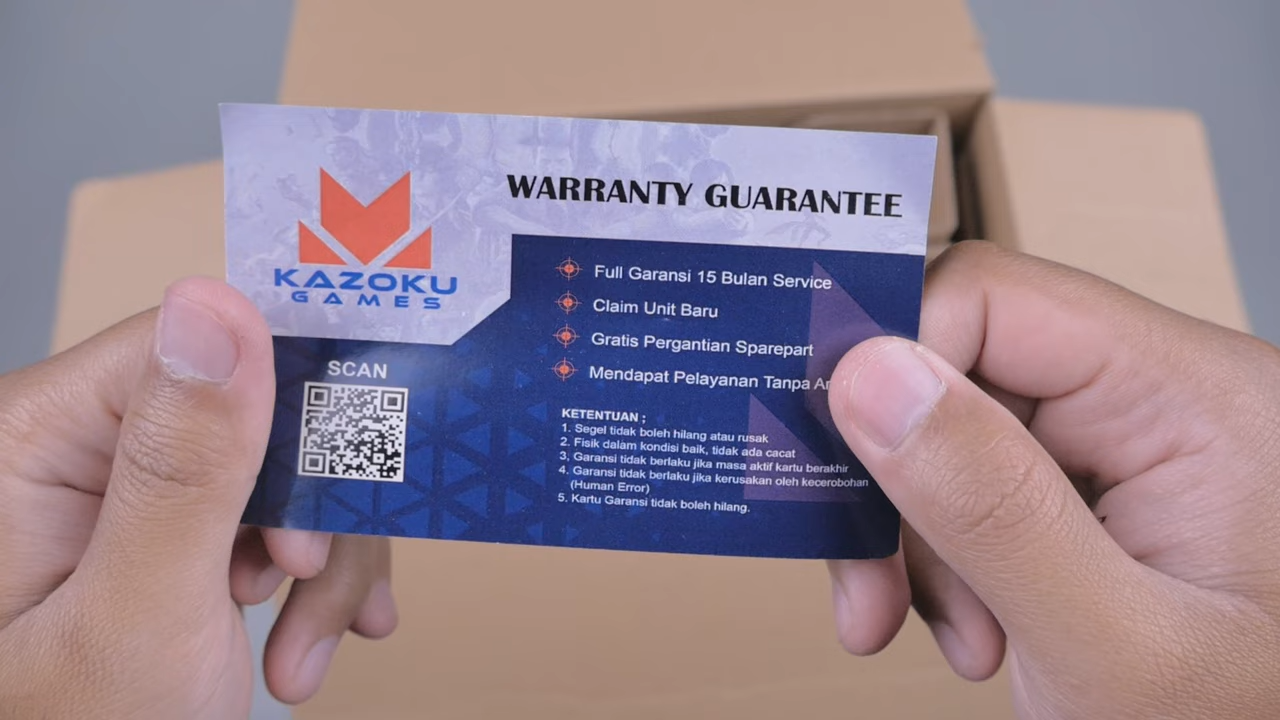 WARRANTY GUARANTEE
KAZOKU
GAMES
Full Garansi 15 Bulan Service
Claim Unit Baru
Gratis Pergantian Sparepart
Mendapat Pelayanan Tanpa
SCAN
KETENTUAN ;
1. Segel tidak boleh hilang atau rusak
2. Fisik dalam kondisi baik, tidak ada cacat
3, Garansi tidak berlaku jika masa aktif kartu berakhir
4. Garansi tidak berlaku jika kerusakan oleh kecerobohan
(Human Error)
5. Kartu Garansi tidak boleh hilang.